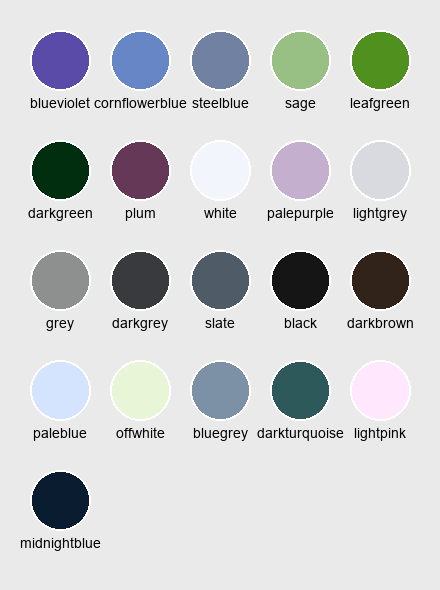 blueviolet cornflowerblue steelblue sage leafgreen
darkgreen plum white palepurple lightgrey
grey darkgrey slate black darkbrown
paleblue offwhite bluegrey darkturquoise lightpink
midnightblue